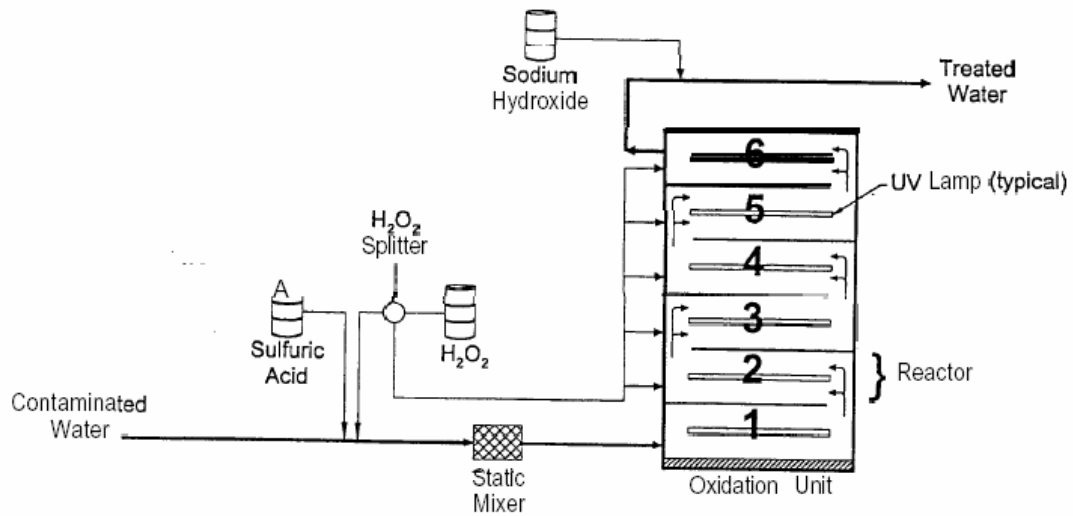 Sodium
Hydroxide
Treated
Water
6
UV Lamp (typical)
5
H₂O₂
Splitter
4
A
3
Sulfuric
Acid
H₂O₂
2
Reactor
Contaminated
Water
1
Static
Mixer
Oxidation Unit